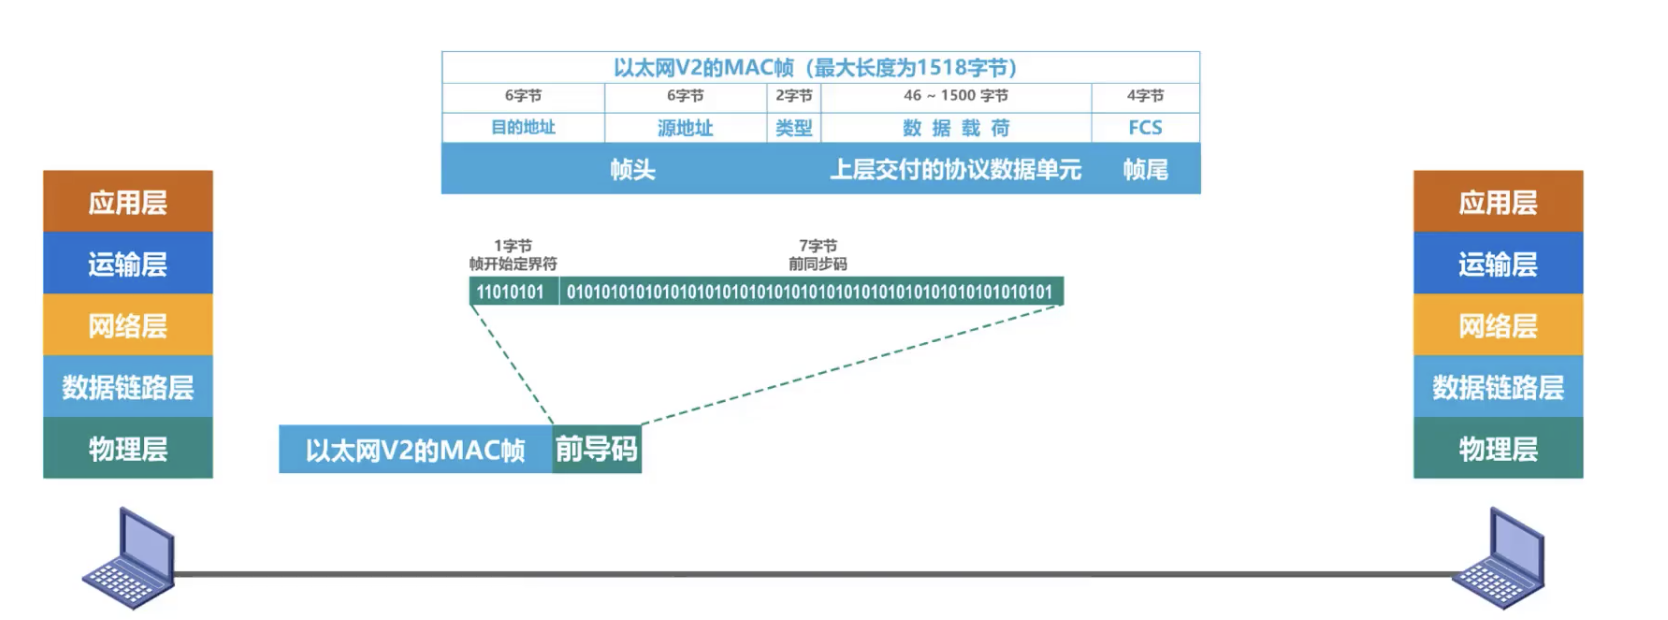 以太网V2的MAC帧（最大长度为1518字节）
6字节 6字节 2字节 46 ~ 1500 字节 4字节
目的地址 源地址 类型 数 据 载 荷 FCS
帧头 上层交付的协议数据单元 帧尾
应用层
运输层
网络层
数据链路层
物理层
1字节
帧开始定界符
7字节
前同步码
11010101 01010101010101010101010101010101010101010101010101010101
以太网V2的MAC帧 前导码
应用层
运输层
网络层
数据链路层
物理层